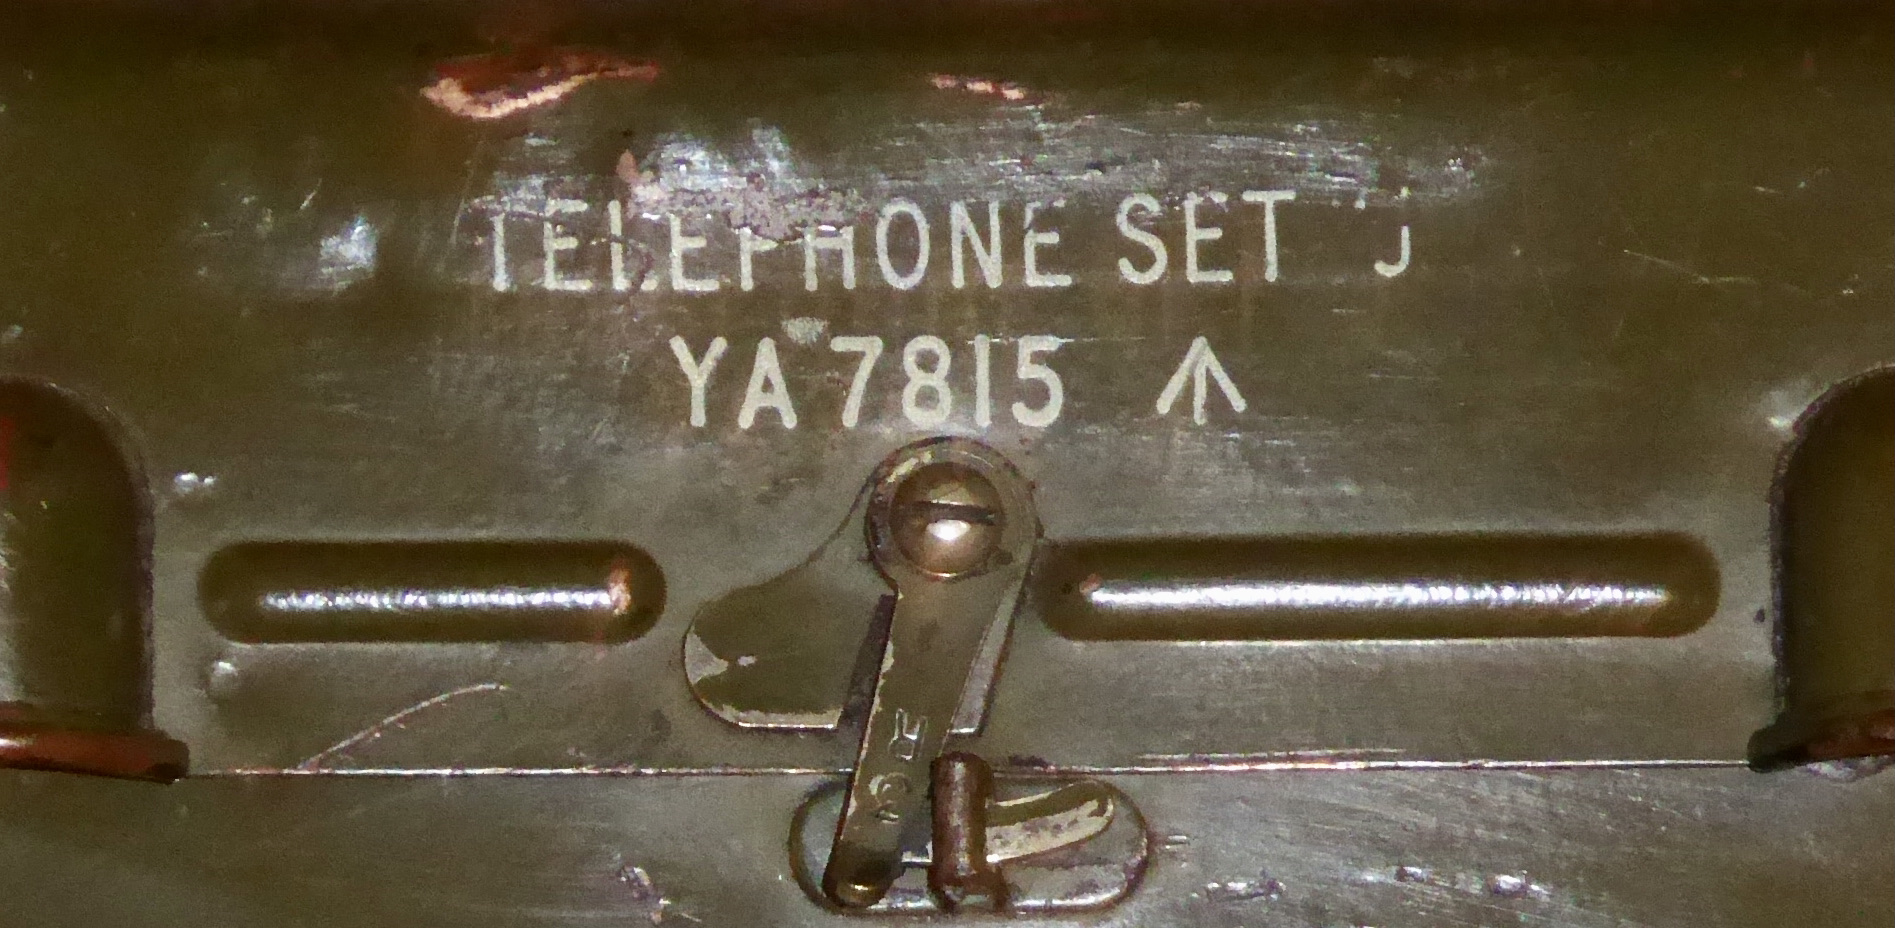 TELEPHONE SET 'J
YA 7815 ↑